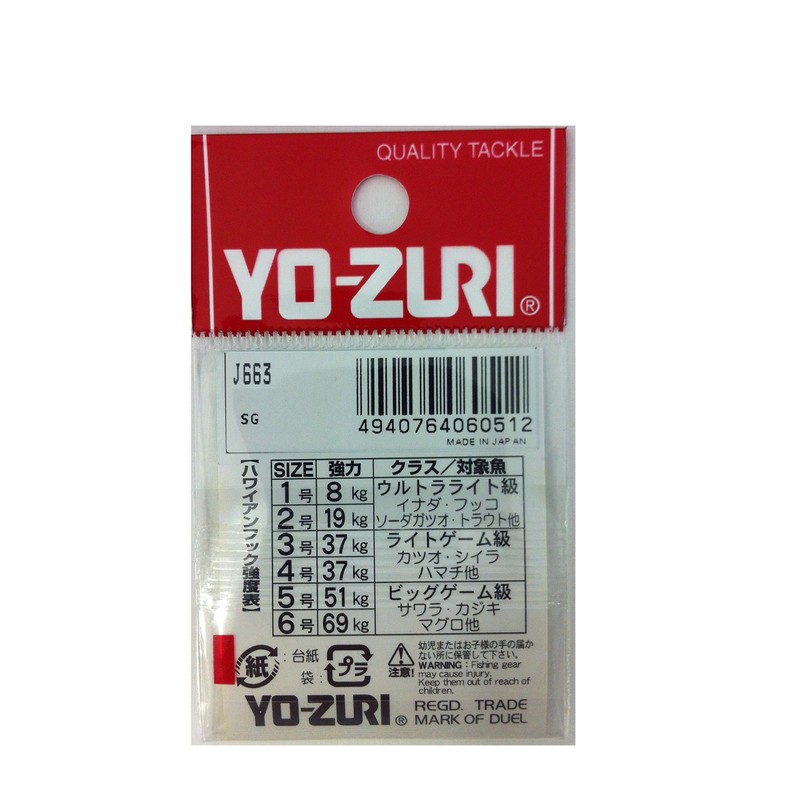 QUALITY TACKLE
YO-ZURI®
J663
SG
4940764060512
MADE IN JAPAN
【ハワイアンフック強度表】
SIZE 強力 クラス/対象魚
1号 8kg ウルトラライト級
イナダ・フッコ
2号 19kg ソーダガツオ・トラウト他
3号 37kg ライトゲーム級
カツオ・シイラ
4号 37kg ハマチ他
5号 51kg ビッグゲーム級
サワラ・カジキ
6号 69kg マグロ他
紙 :台紙
袋: プラ
注意!
幼児またはお子様の手の届か
ない所に保管して下さい。
WARNING: Fishing gear
may cause injury.
Keep them out of reach of
children.
YO-ZURI® REGD. TRADE
MARK OF DUEL